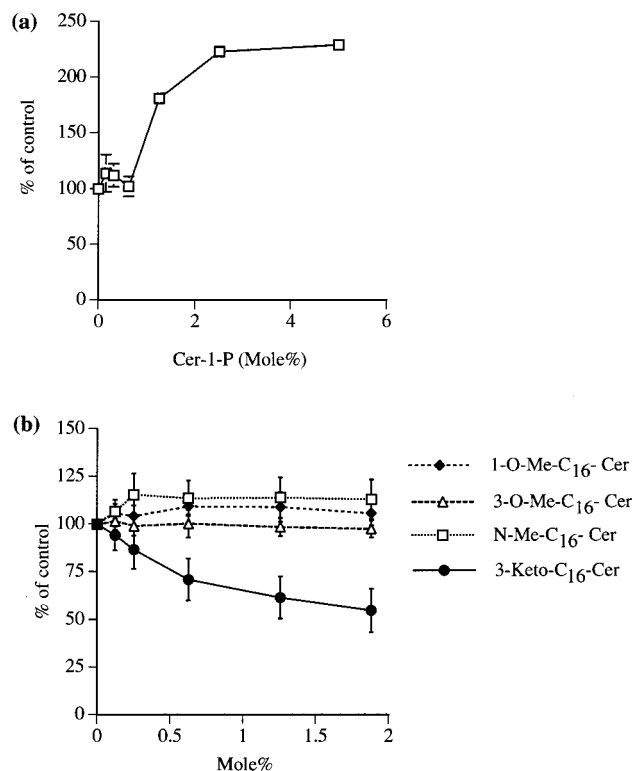 (a)
250
200
150
100
50
0
% of control
0 2 4 6
Cer-1-P (Mole%)
(b)
150
125
100
75
50
25
0
% of control
0 0.5 1 1.5 2
Mole%
1-O-Me-C16- Cer
3-O-Me-C16- Cer
N-Me-C16- Cer
3-Keto-C16-Cer